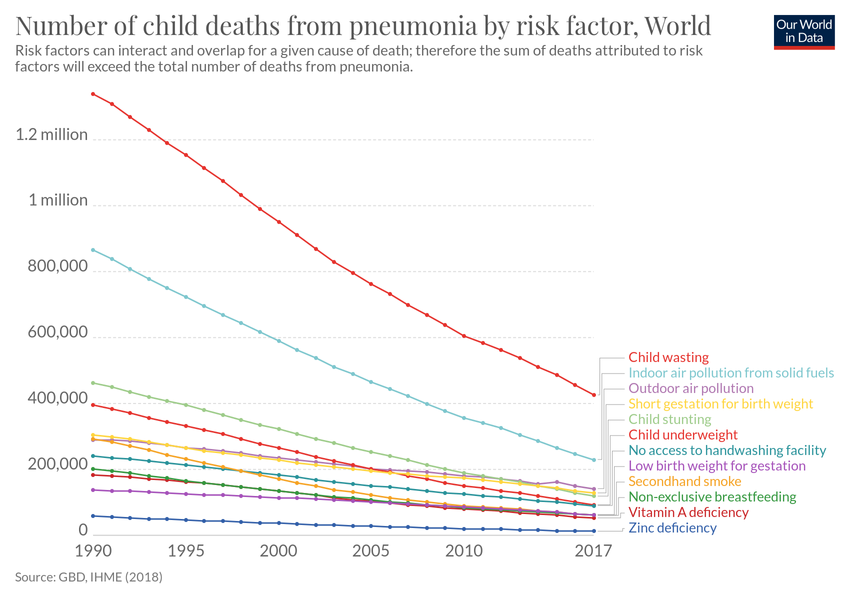 Number of child deaths from pneumonia by risk factor, World
Our World
in Data
Risk factors can interact and overlap for a given cause of death; therefore the sum of deaths attributed to risk
factors will exceed the total number of deaths from pneumonia.
1.2 million
1 million
800,000
600,000
400,000
200,000
0
1990
1995
2000
2005
2010
2017
Child wasting
Indoor air pollution from solid fuels
Outdoor air pollution
Short gestation for birth weight
Child stunting
Child underweight
No access to handwashing facility
Low birth weight for gestation
Secondhand smoke
Non-exclusive breastfeeding
Vitamin A deficiency
Zinc deficiency
Source: GBD, IHME (2018)